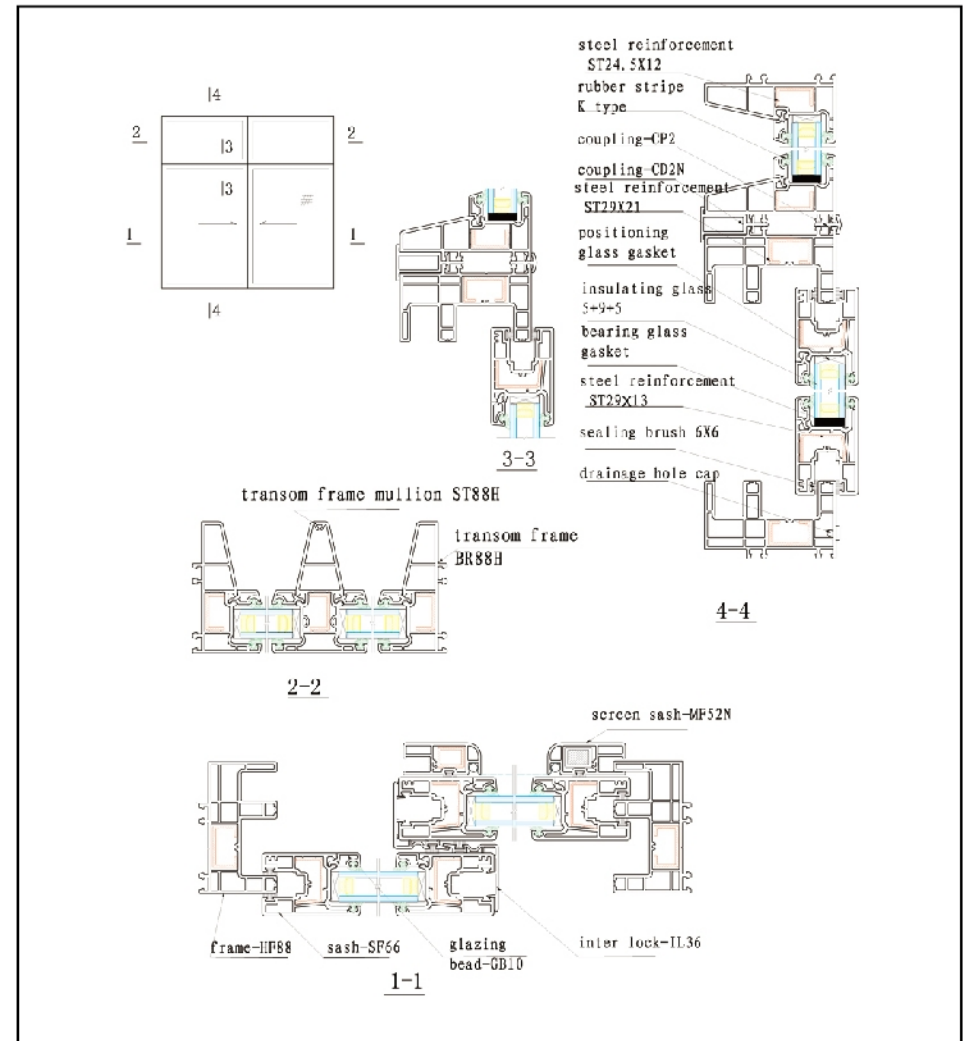 4
2
2
3
3
1
1
4
steel reinforcement
ST24.5X12
rubber stripe
K type
coupling-CP2
coupling-CD2N
steel reinforcement
ST29X21
positioning
glass gasket
insulating glass
5+9+5
bearing glass
gasket
steel reinforcement
ST29X13
sealing brush 6X6
drainage hole cap
3-3
4-4
transom frame mullion ST88H
transom frame
BR88H
2-2
screen sash-MF52N
frame-HF88
sash-SF66
glazing
bead-GB10
inter lock-IL36
1-1